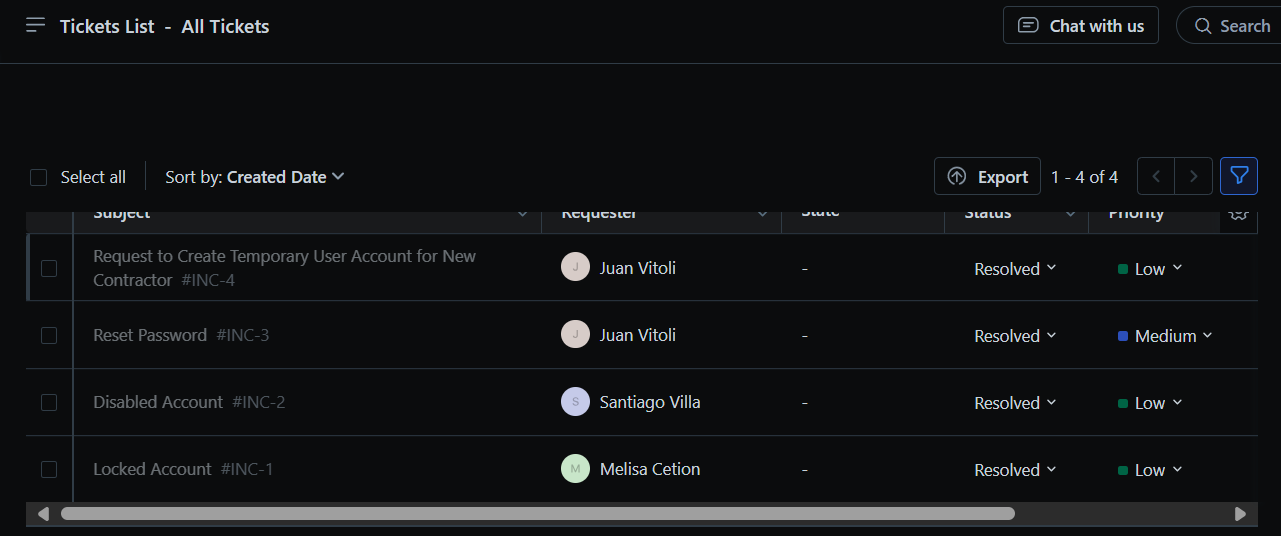 Tickets List - All Tickets
Chat with us
Search
Select all
Sort by: Created Date
Export
1 - 4 of 4
Subject
Requester
State
Status
Priority
Request to Create Temporary User Account for New
Contractor #INC-4
J
Juan Vitoli
-
Resolved
Low
Reset Password #INC-3
J
Juan Vitoli
-
Resolved
Medium
Disabled Account #INC-2
S
Santiago Villa
-
Resolved
Low
Locked Account #INC-1
M
Melisa Cetion
-
Resolved
Low